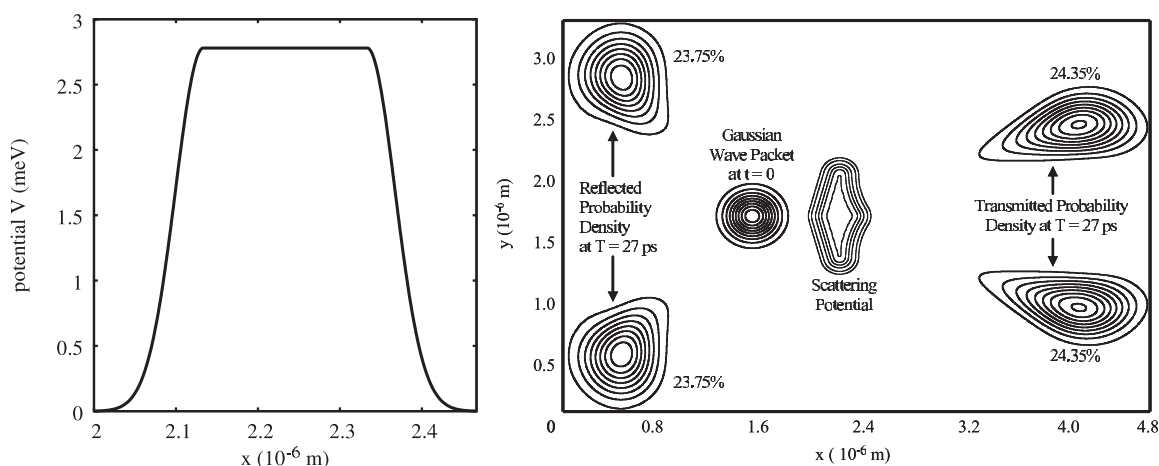 3
2.5
2
1.5
1
0.5
0
potential V (meV)
2
2.1
2.2
2.3
2.4
x (10-6 m)
3.0
2.5
2.0
1.5
1.0
0.5
y (10-6 m)
0
0.8
1.6
2.4
3.2
4.0
4.8
x ( 10-6 m)
23.75%
24.35%
Gaussian
Wave Packet
at t = 0
Reflected
Probability
Density
at T = 27 ps
Transmitted Probability
Density at T = 27 ps
Scattering
Potential
23.75%
24.35%